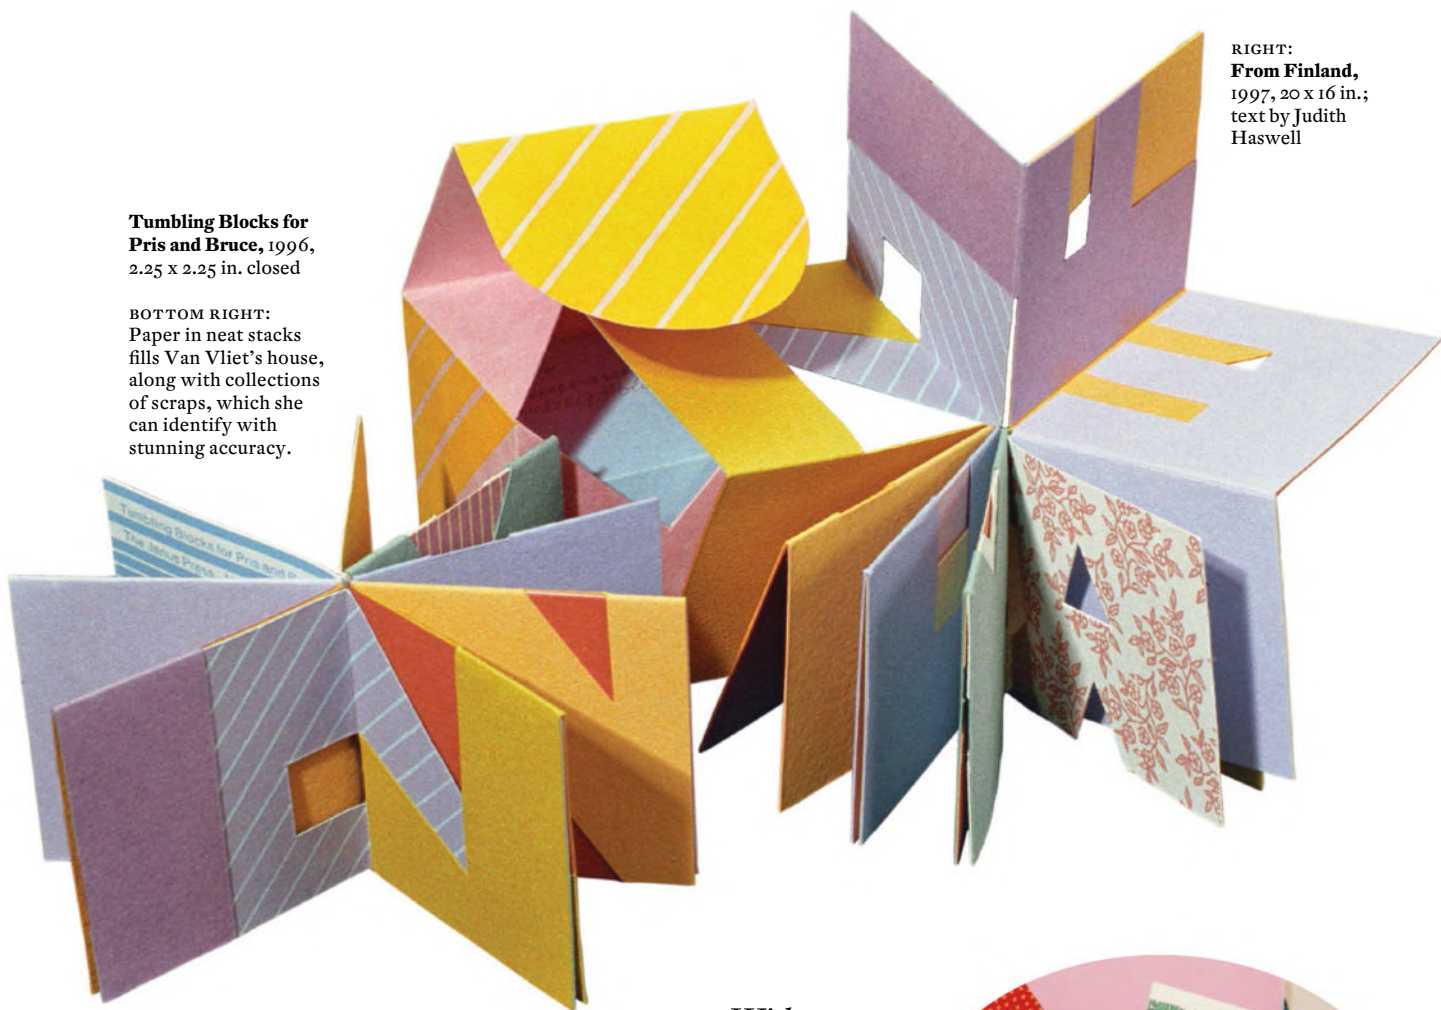 RIGHT:
From Finland,
1997, 20 x 16 in.;
text by Judith
Haswell
Tumbling Blocks for
Pris and Bruce, 1996,
2.25 x 2.25 in. closed
BOTTOM RIGHT:
Paper in neat stacks
fills Van Vliet’s house,
along with collections
of scraps, which she
can identify with
stunning accuracy.
Tumbling Blocks for Pris and
The Janus Press